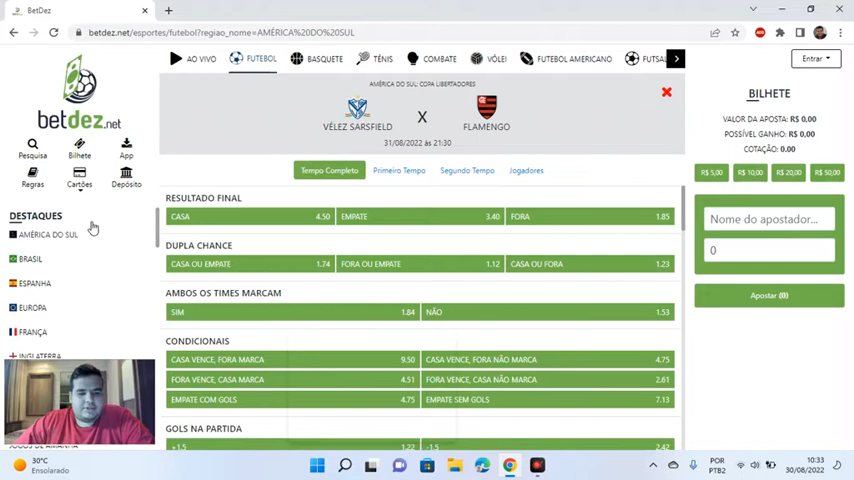 BetDez
betdez.net/esportes/futebol?regiao_nome=AMÉRICA%20DO%20SUL
AO VIVO
FUTEBOL
BASQUETE
TÊNIS
COMBATE
VÔLEI
FUTEBOL AMERICANO
FUTSAL
Entrar
betdez.net
Pesquisa
Bilhete
App
Regras
Cartões
Depósito
DESTAQUES
AMÉRICA DO SUL
BRASIL
ESPANHA
EUROPA
FRANÇA
INGLATERRA
JOGOS DE AMANHÃ
AMÉRICA DO SUL: COPA LIBERTADORES
VÉLEZ SARSFIELD
X
FLAMENGO
31/08/2022 às 21:30
Tempo Completo
Primeiro Tempo
Segundo Tempo
Jogadores
RESULTADO FINAL
CASA 4.50 EMPATE 3.40 FORA 1.85
DUPLA CHANCE
CASA OU EMPATE 1.74 FORA OU EMPATE 1.12 CASA OU FORA 1.23
AMBOS OS TIMES MARCAM
SIM 1.84 NÃO 1.53
CONDICIONAIS
CASA VENCE, FORA MARCA 9.50 CASA VENCE, FORA NÃO MARCA 4.75
FORA VENCE, CASA MARCA 4.51 FORA VENCE, CASA NÃO MARCA 2.61
EMPATE COM GOLS 4.75 EMPATE SEM GOLS 7.13
GOLS NA PARTIDA
+1.5 1.22 -1.5 2.42
BILHETE
VALOR DA APOSTA: R$ 0,00
POSSÍVEL GANHO: R$ 0,00
COTAÇÃO: 0.00
R$ 5,00
R$ 10,00
R$ 20,00
R$ 50,00
Nome do apostador...
0
Apostar (0)
30°C
Ensolarado
POR
PTB2
10:33
30/08/2022